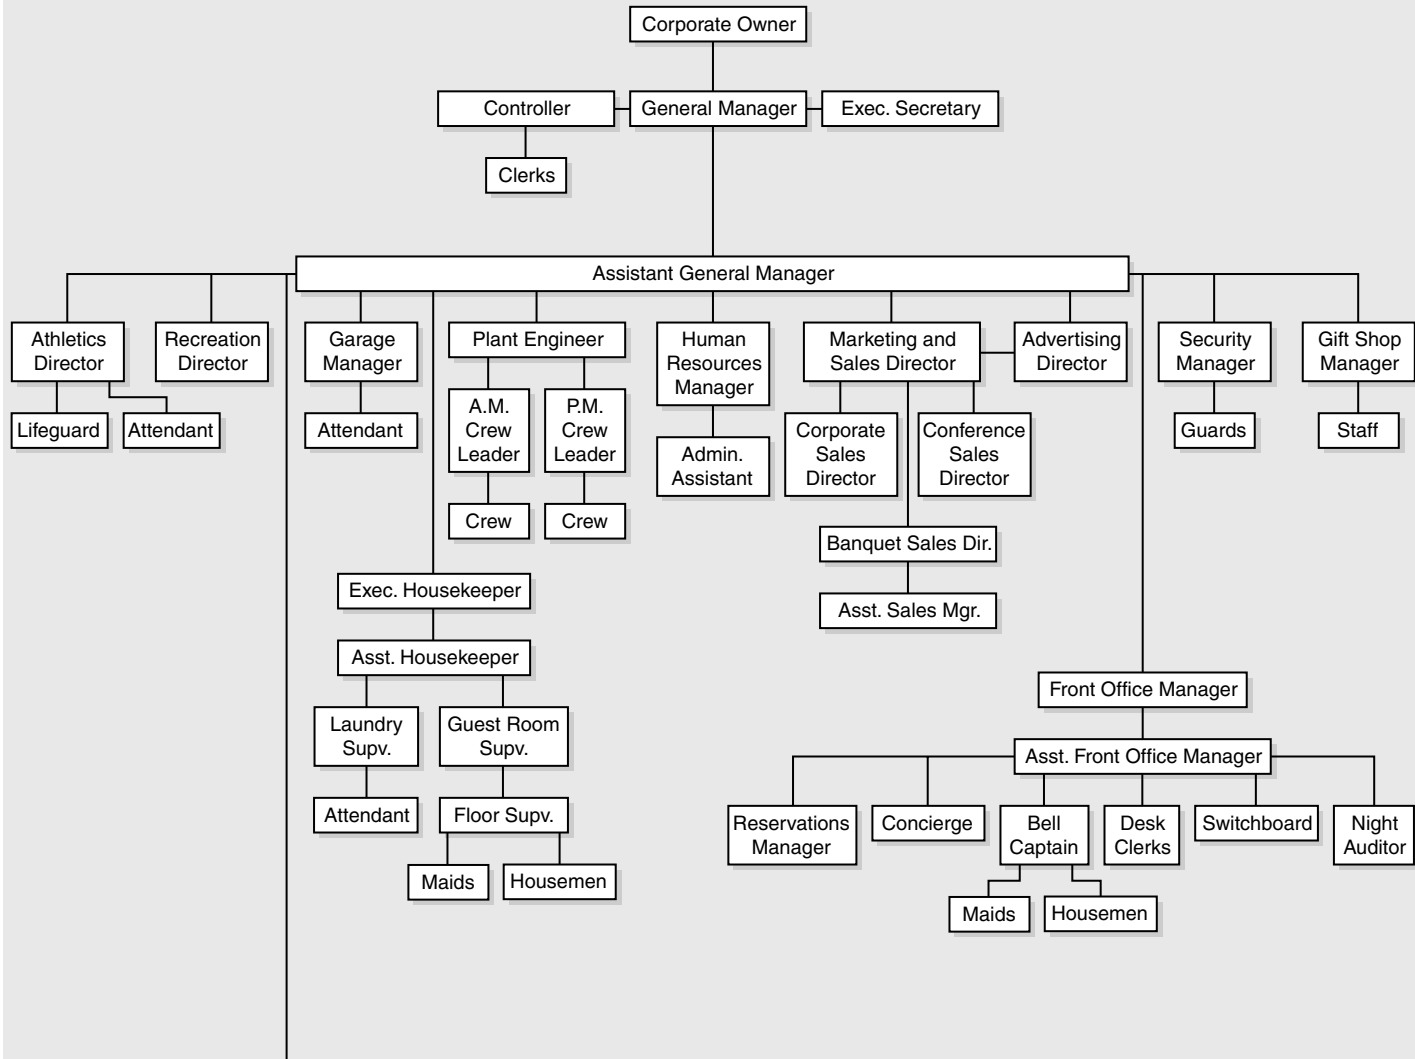 Corporate Owner
Controller
General Manager
Exec. Secretary
Clerks
Assistant General Manager
Athletics
Director
Recreation
Director
Garage
Manager
Plant Engineer
Human
Resources
Manager
Marketing and
Sales Director
Advertising
Director
Security
Manager
Gift Shop
Manager
Lifeguard
Attendant
Attendant
A.M.
Crew
Leader
P.M.
Crew
Leader
Admin.
Assistant
Corporate
Sales
Director
Conference
Sales
Director
Guards
Staff
Crew
Crew
Banquet Sales Dir.
Asst. Sales Mgr.
Exec. Housekeeper
Asst. Housekeeper
Laundry
Supv.
Guest Room
Supv.
Attendant
Floor Supv.
Maids
Housemen
Front Office Manager
Asst. Front Office Manager
Reservations
Manager
Concierge
Bell
Captain
Desk
Clerks
Switchboard
Night
Auditor
Maids
Housemen